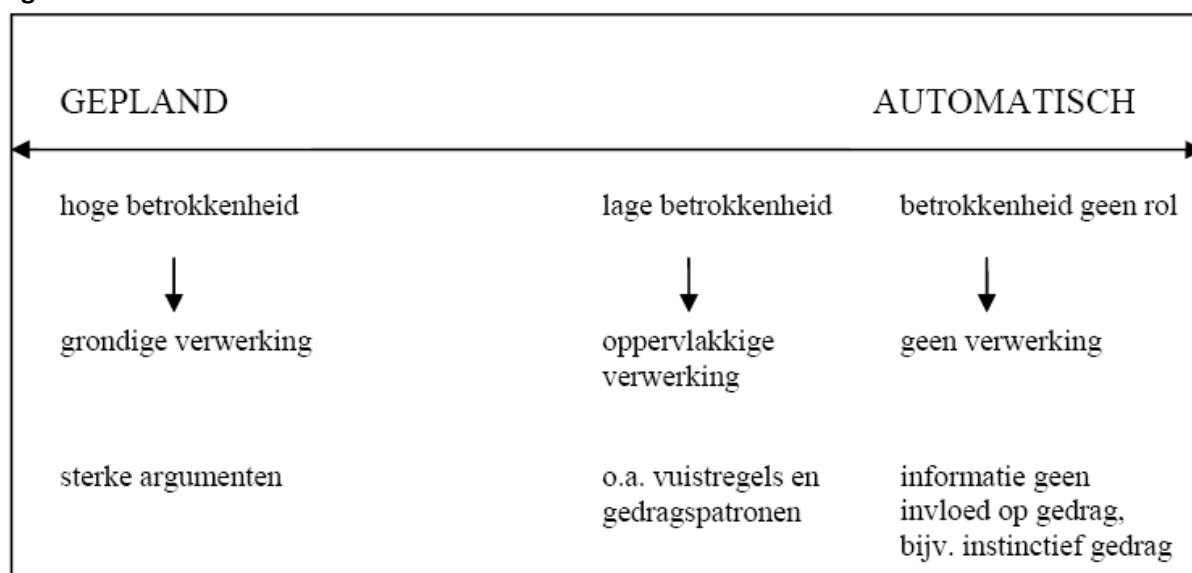 GEPLAND
AUTOMATISCH
hoge betrokkenheid
lage betrokkenheid
betrokkenheid geen rol
grondige verwerking
oppervlakkige
verwerking
geen verwerking
sterke argumenten
o.a. vuistregels en
gedragspatronen
informatie geen
invloed op gedrag,
bijv. instinctief gedrag